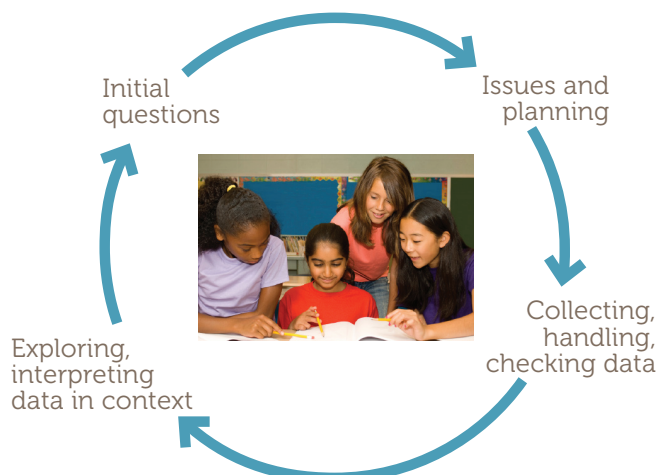 Initial
questions
Issues and
planning
Collecting,
handling,
checking data
Exploring,
interpreting
data in context